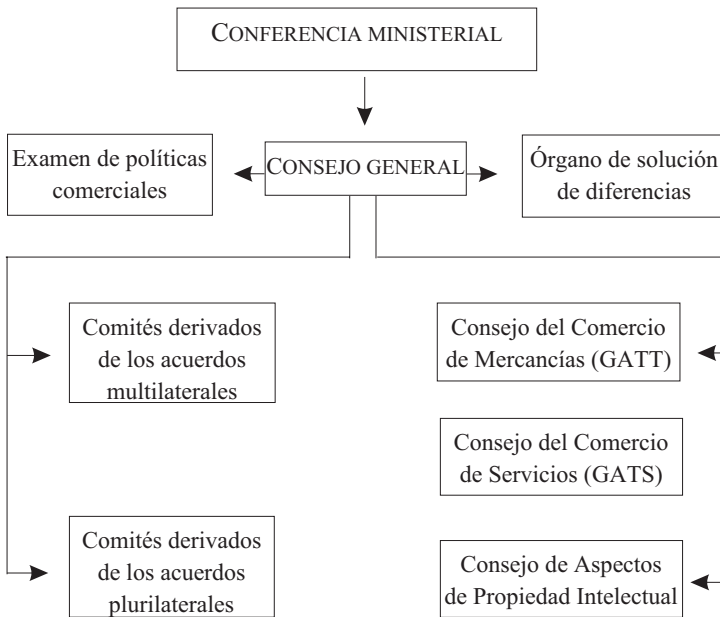 CONFERENCIA MINISTERIAL
Examen de políticas
comerciales
CONSEJO GENERAL
Órgano de solución
de diferencias
Comités derivados
de los acuerdos
multilaterales
Consejo del Comercio
de Mercancías (GATT)
Consejo del Comercio
de Servicios (GATS)
Comités derivados
de los acuerdos
plurilaterales
Consejo de Aspectos
de Propiedad Intelectual